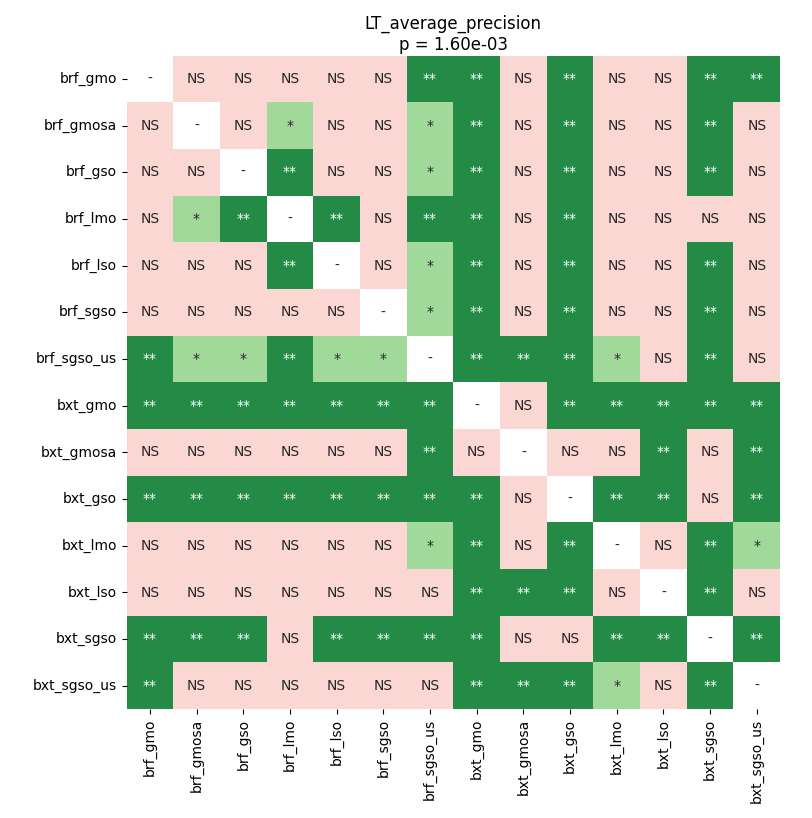 LT_average_precision
p = 1.60e-03
brf_gmo - NS NS NS NS NS ** ** NS ** NS NS ** **
brf_gmosa NS - NS * NS NS * ** NS ** NS NS ** NS
brf_gso NS NS - ** NS NS * ** NS ** NS NS ** NS
brf_lmo NS * ** - ** NS ** ** NS ** NS NS NS NS
brf_lso NS NS NS ** - NS * ** NS ** NS NS ** NS
brf_sgso NS NS NS NS NS - * ** NS ** NS NS ** NS
brf_sgso_us ** * * ** * * - ** ** ** * NS ** NS
bxt_gmo ** ** ** ** ** ** ** - NS ** ** ** ** **
bxt_gmosa NS NS NS NS NS NS ** NS - NS NS ** NS **
bxt_gso ** ** ** ** ** ** ** ** NS - ** ** NS **
bxt_lmo NS NS NS NS NS NS * ** NS ** - NS ** *
bxt_lso NS NS NS NS NS NS NS ** ** ** NS - ** NS
bxt_sgso ** ** ** NS ** ** ** ** NS NS ** ** - **
bxt_sgso_us ** NS NS NS NS NS NS ** ** ** * NS ** -
brf_gmo brf_gmosa brf_gso brf_lmo brf_lso brf_sgso brf_sgso_us bxt_gmo bxt_gmosa bxt_gso bxt_lmo bxt_lso bxt_sgso bxt_sgso_us